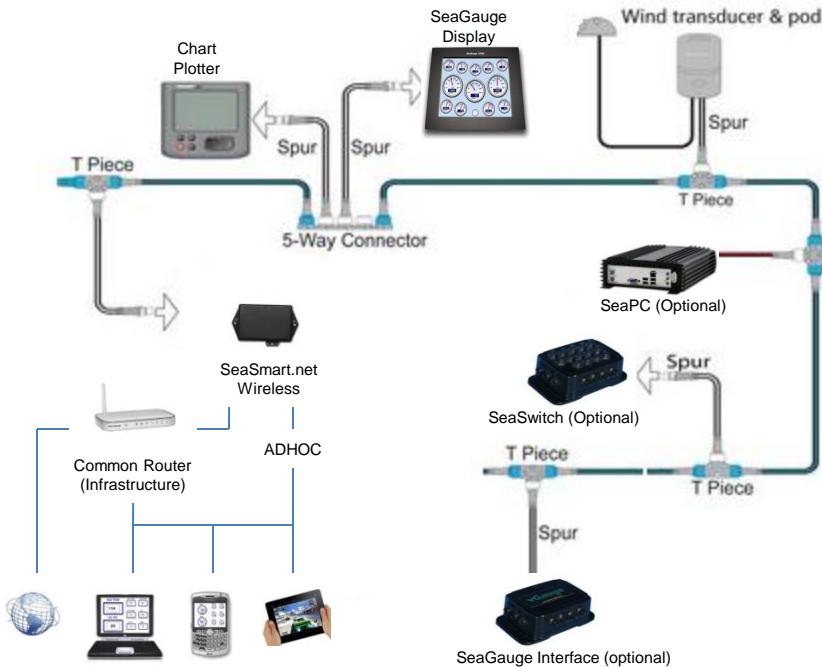 SeaGauge
Display
Wind transducer & pod
Chart
Plotter
Spur
Spur
Spur
T Piece
T Piece
5-Way Connector
SeaPC (Optional)
SeaSmart.net
Wireless
Spur
SeaSwitch (Optional)
ADHOC
T Piece
Common Router
(Infrastructure)
T Piece
Spur
vGauge
SeaGauge Interface (optional)